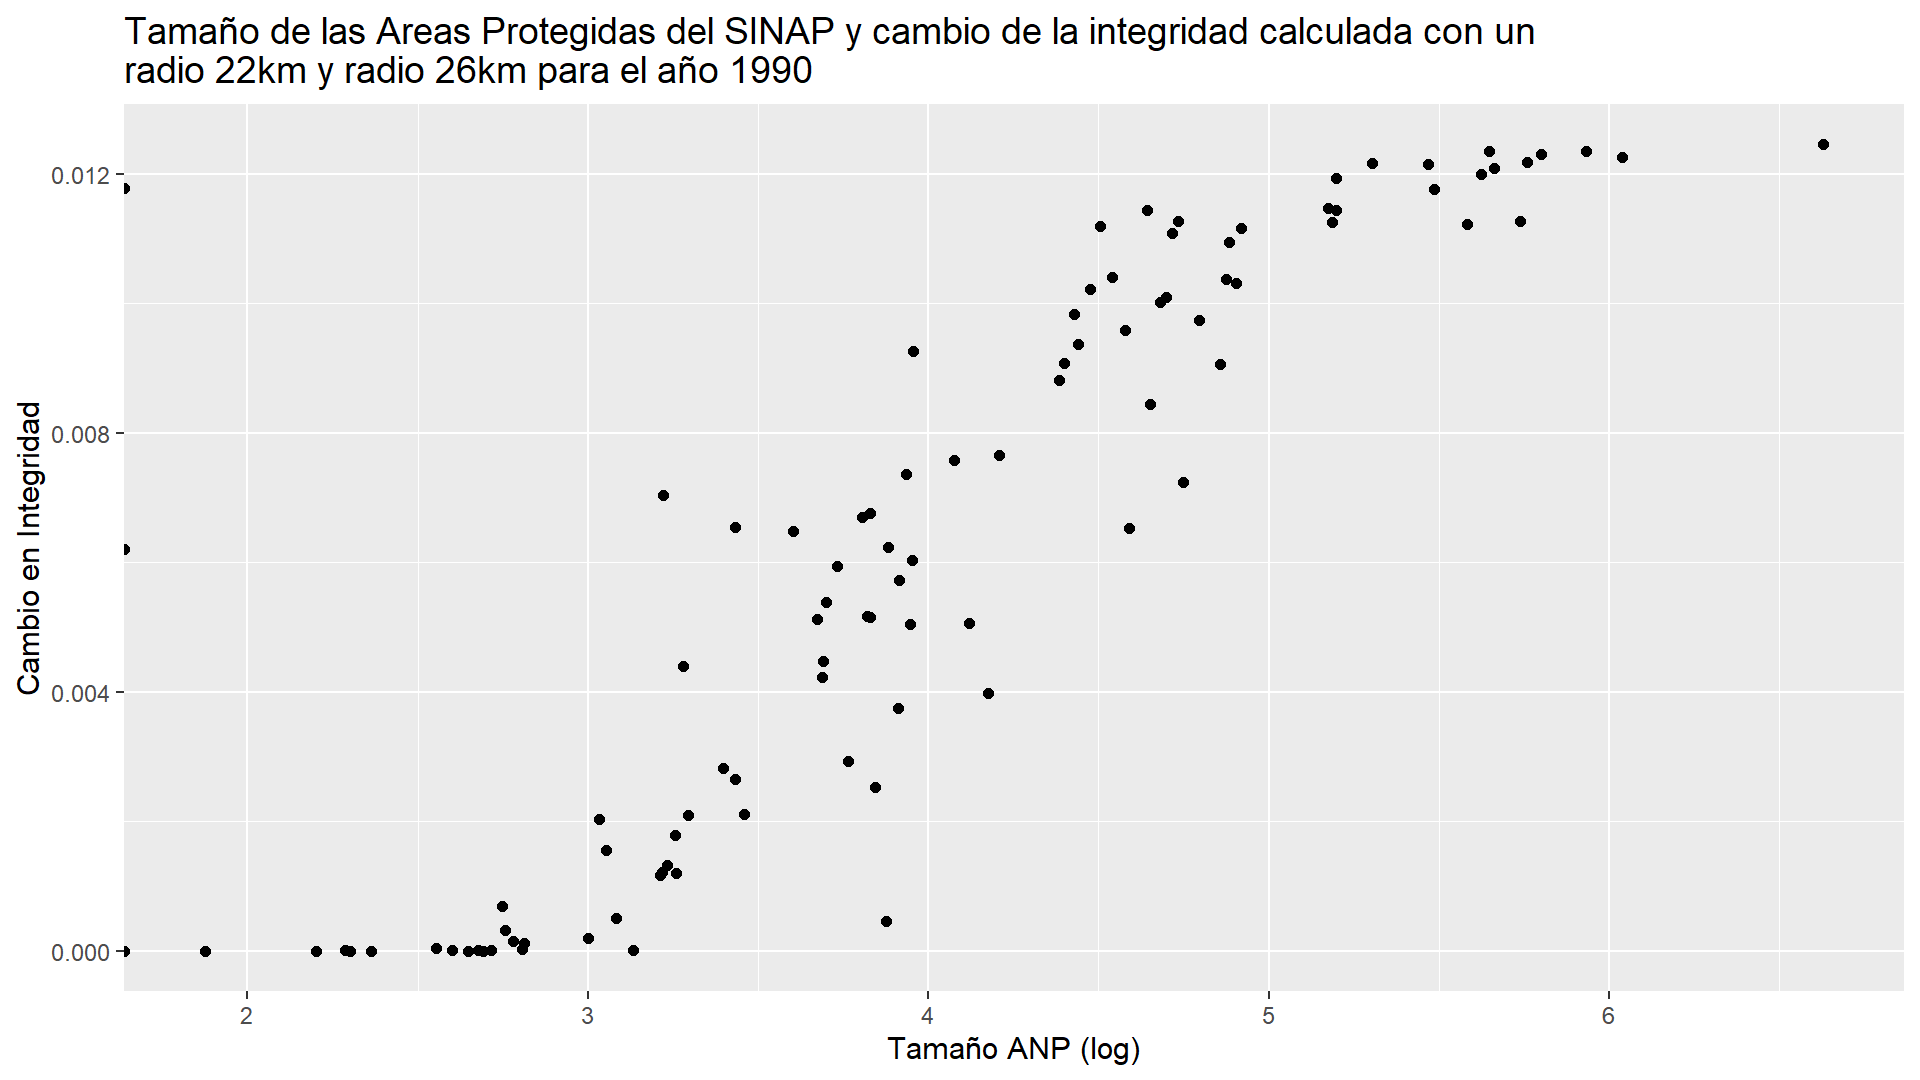 Tamaño de las Areas Protegidas del SINAP y cambio de la integridad calculada con un
radio 22km y radio 26km para el año 1990
Cambio en Integridad
0.012
0.008
0.004
0.000
2
3
4
5
6
Tamaño ANP (log)